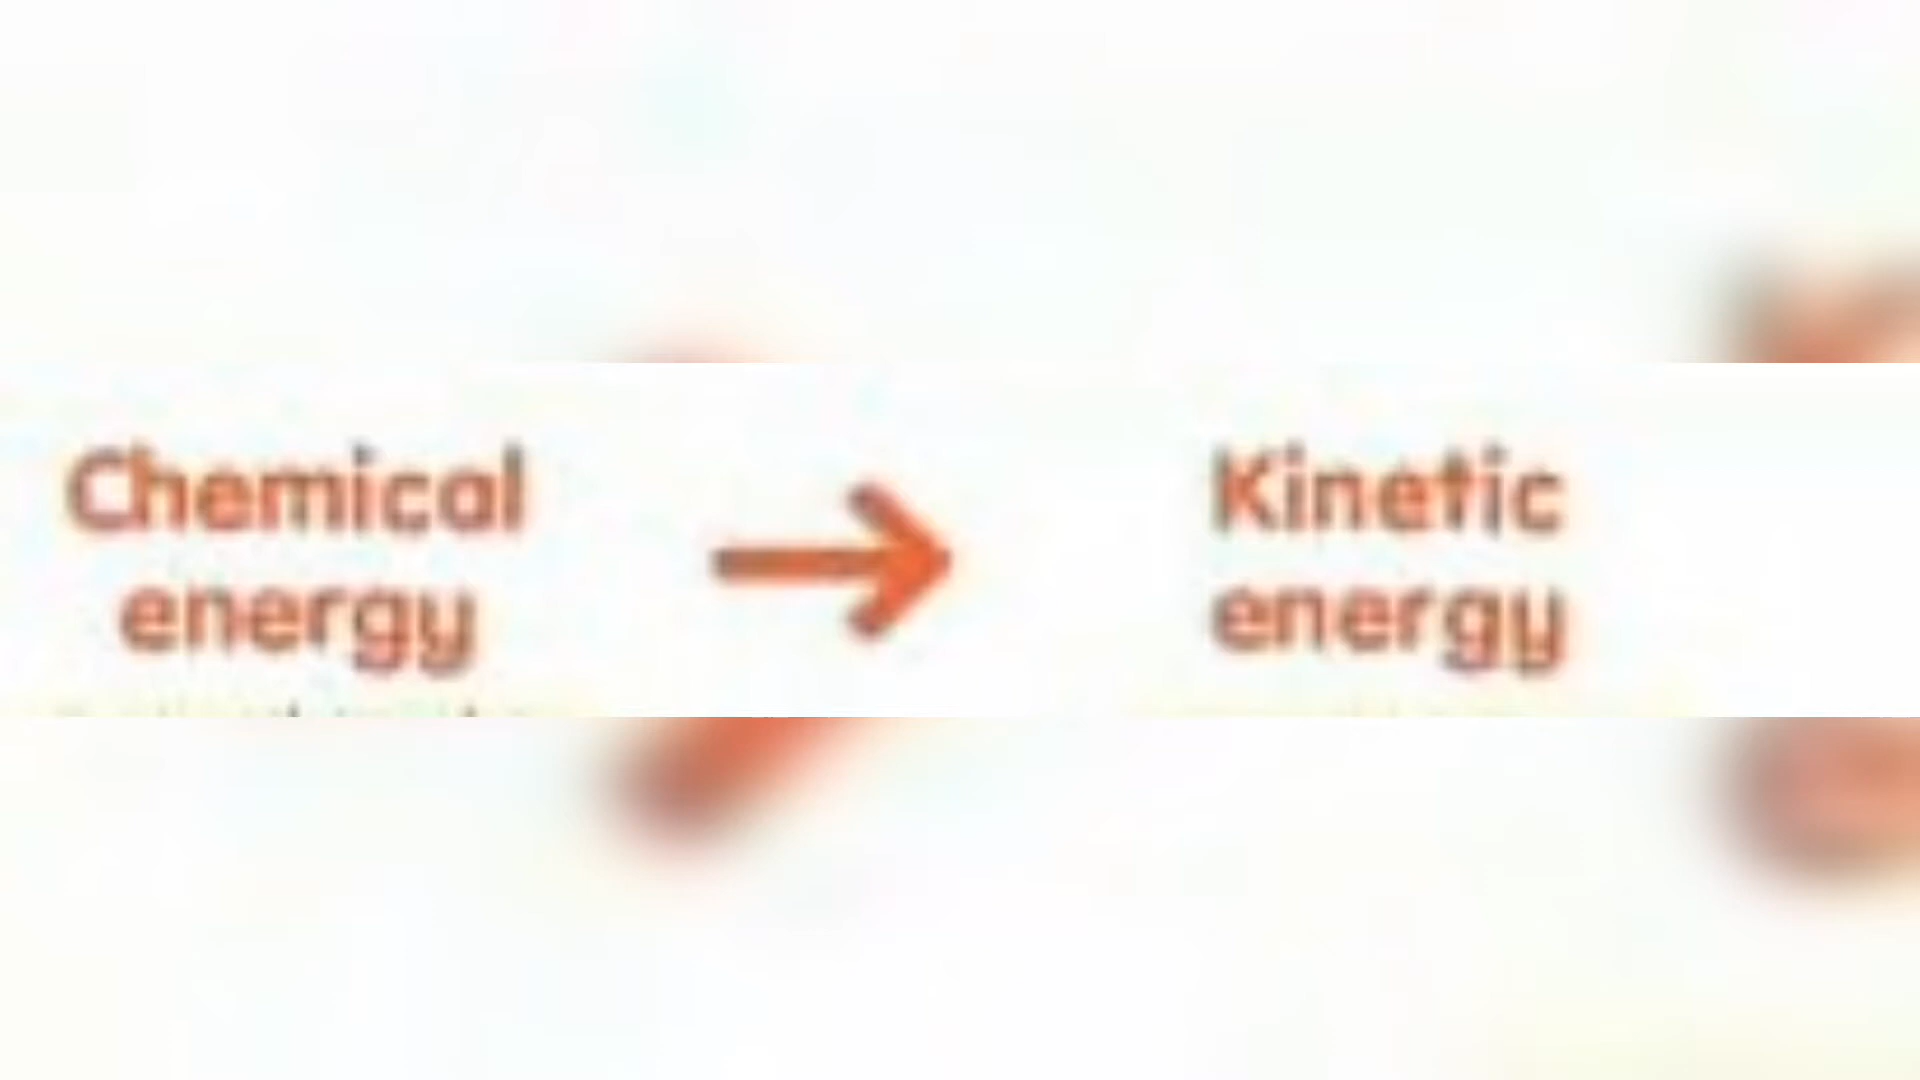 Chemical
energy
→
Kinetic
energy